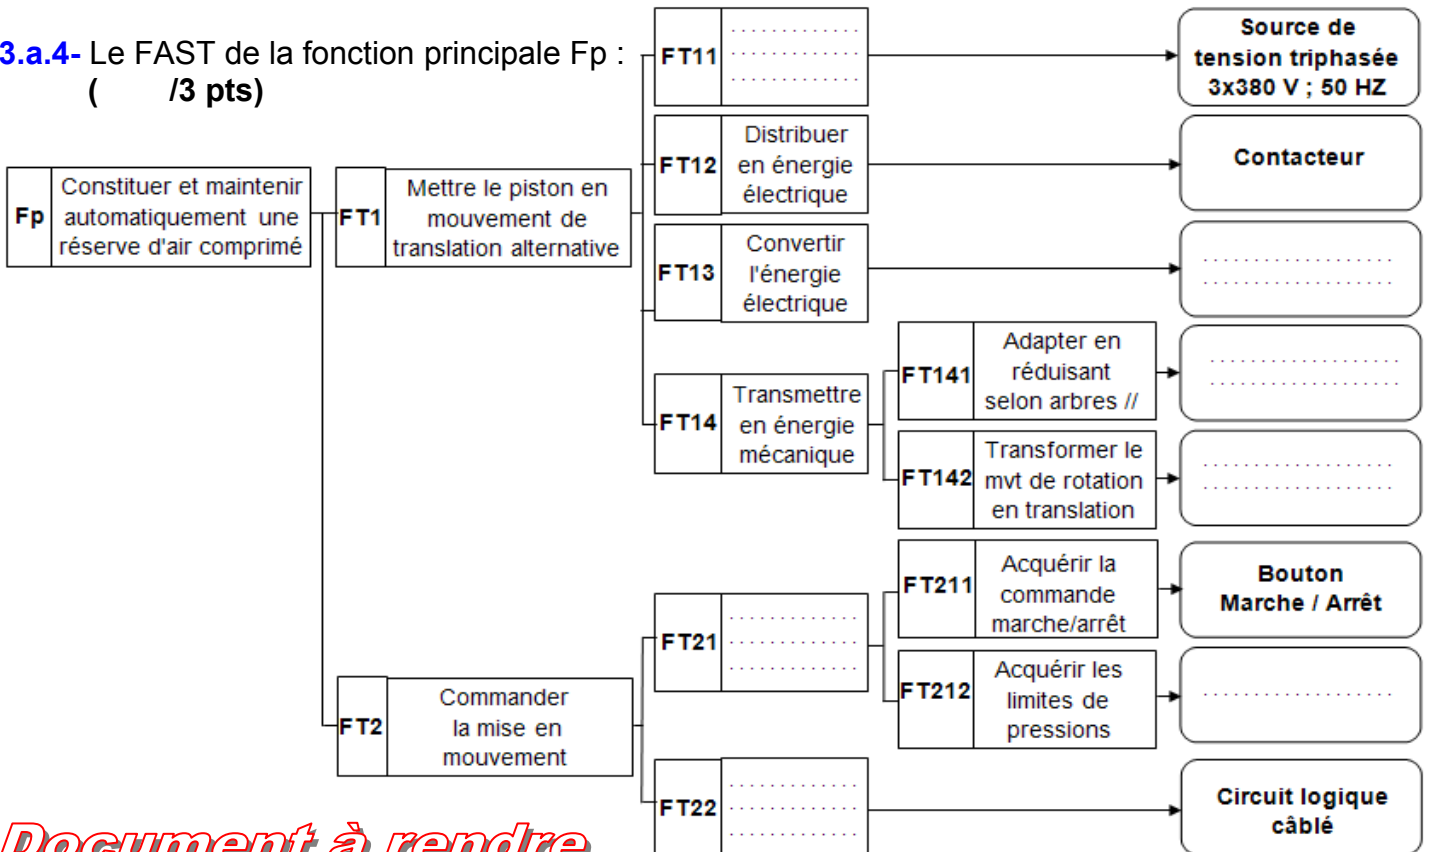 3.a.4- Le FAST de la fonction principale Fp :
( /3 pts)
Fp
Constituer et maintenir
automatiquement une
réserve d'air comprimé
FT1
Mettre le piston en
mouvement de
translation alternative
FT11
. . . . . . . . . . . . .
. . . . . . . . . . . . .
. . . . . . . . . . . . .
Source de
tension triphasée
3x380 V ; 50 HZ
FT12
Distribuer
en énergie
électrique
Contacteur
FT13
Convertir
l'énergie
électrique
. . . . . . . . . . . . . . . . . . .
. . . . . . . . . . . . . . . . . . .
FT14
Transmettre
en énergie
mécanique
FT141
Adapter en
réduisant
selon arbres //
. . . . . . . . . . . . . . . . . . .
. . . . . . . . . . . . . . . . . . .
FT142
Transformer le
mvt de rotation
en translation
. . . . . . . . . . . . . . . . . . .
. . . . . . . . . . . . . . . . . . .
FT2
Commander
la mise en
mouvement
FT21
. . . . . . . . . . . . .
. . . . . . . . . . . . .
. . . . . . . . . . . . .
FT211
Acquérir la
commande
marche/arrêt
Bouton
Marche / Arrêt
FT212
Acquérir les
limites de
pressions
. . . . . . . . . . . . . . . . . . .
FT22
. . . . . . . . . . . . .
. . . . . . . . . . . . .
. . . . . . . . . . . . .
Circuit logique
câblé
Document à rendre